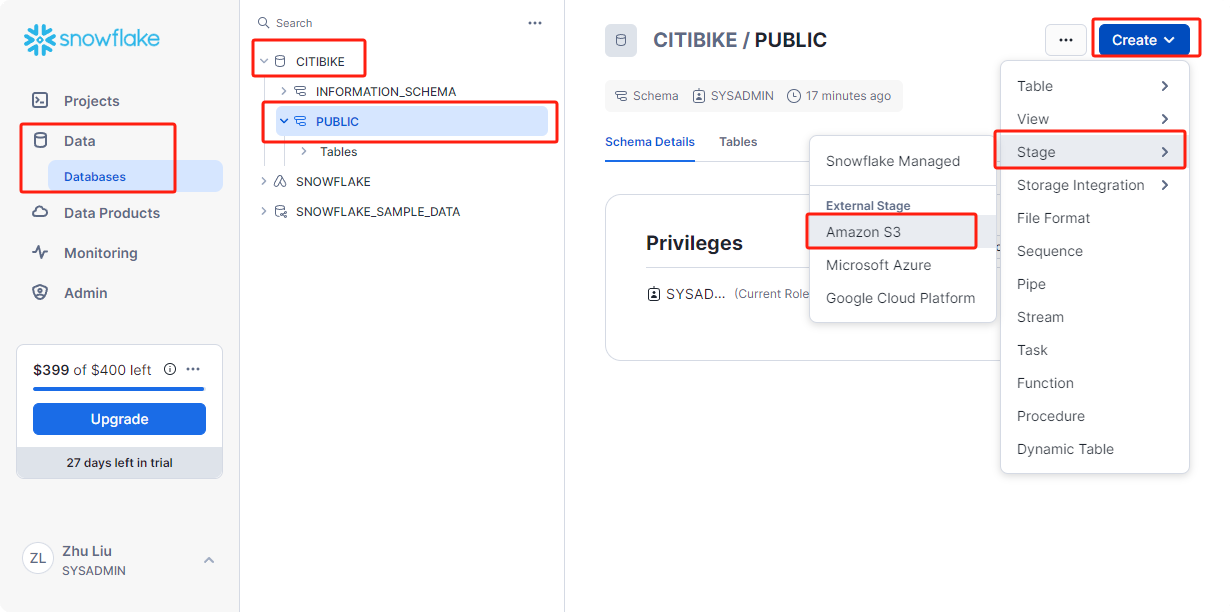 snowflake
Projects
Data
Databases
Data Products
Monitoring
Admin
$399 of $400 left
Upgrade
27 days left in trial
ZL
Zhu Liu
SYSADMIN
Search
CITIBIKE
INFORMATION_SCHEMA
PUBLIC
Tables
SNOWFLAKE
SNOWFLAKE_SAMPLE_DATA
CITIBIKE / PUBLIC
Create
Schema
SYSADMIN
17 minutes ago
Schema Details
Tables
Privileges
SYSAD... (Current Role
Snowflake Managed
External Stage
Amazon S3
Microsoft Azure
Google Cloud Platform
Table
View
Stage
Storage Integration
File Format
Sequence
Pipe
Stream
Task
Function
Procedure
Dynamic Table